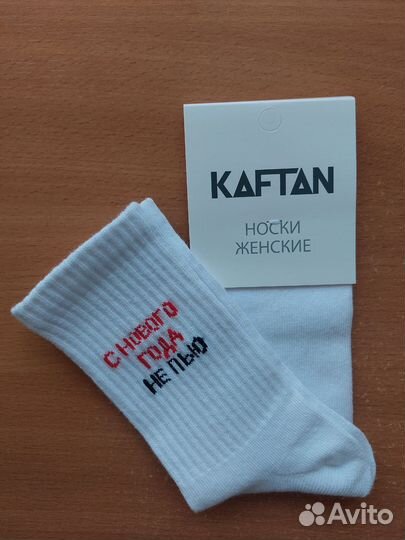 KAFTAN
НОСКИ
ЖЕНСКИЕ
С НОВОГО
ГОДА
НЕ ПЬЮ
Avito